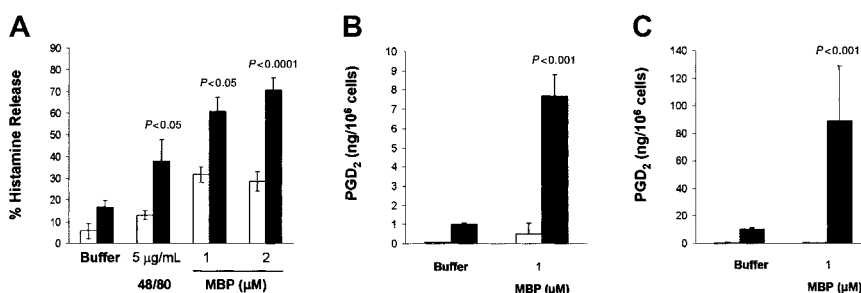 A
% Histamine Release
90
80
70
60
50
40
30
20
10
0
P<0.05
P<0.05
P<0.0001
Buffer 5 µg/mL 1 2
48/80 MBP (µM)
B
PGD2 (ng/10⁶ cells)
10
9
8
7
6
5
4
3
2
1
0
P<0.001
Buffer 1
MBP (µM)
C
PGD2 (ng/10⁶ cells)
140
120
100
80
60
40
20
0
P<0.001
Buffer 1
MBP (µM)